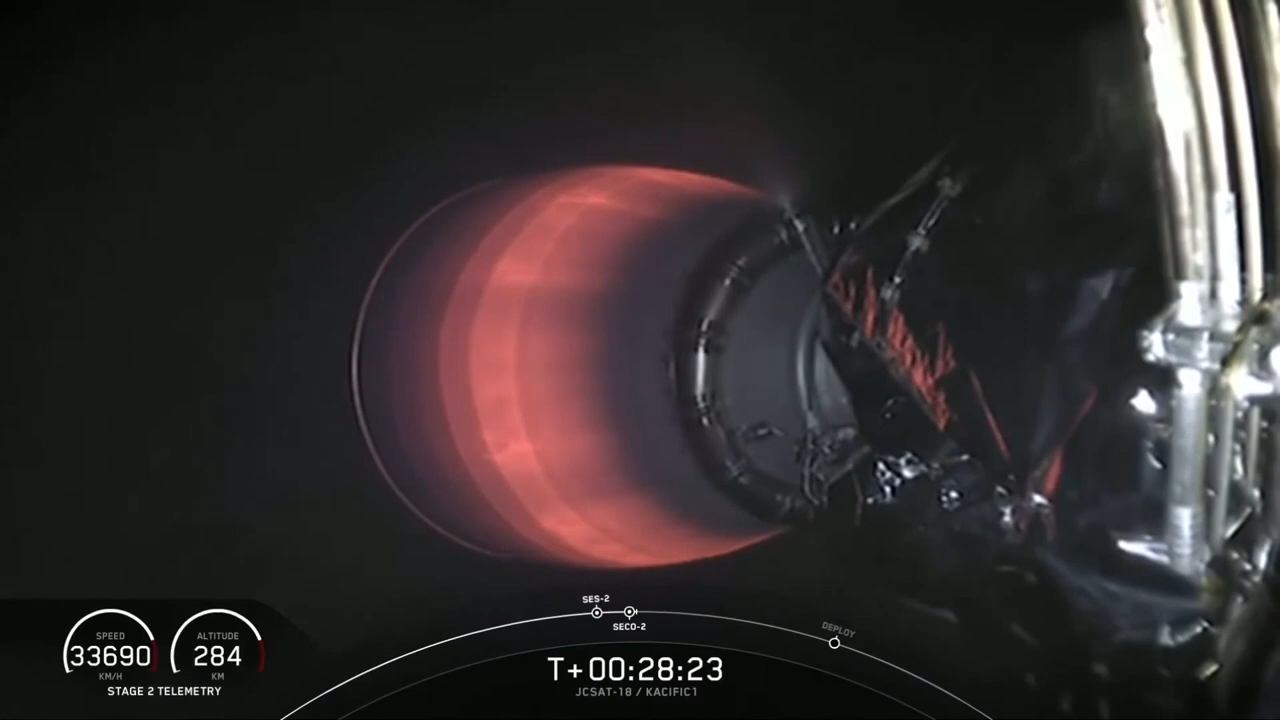 SES-2
SECO-2
DEPLOY
SPEED
33690
KM/H
ALTITUDE
284
KM
STAGE 2 TELEMETRY
T+00:28:23
JCSAT-18 / KACIFIC1